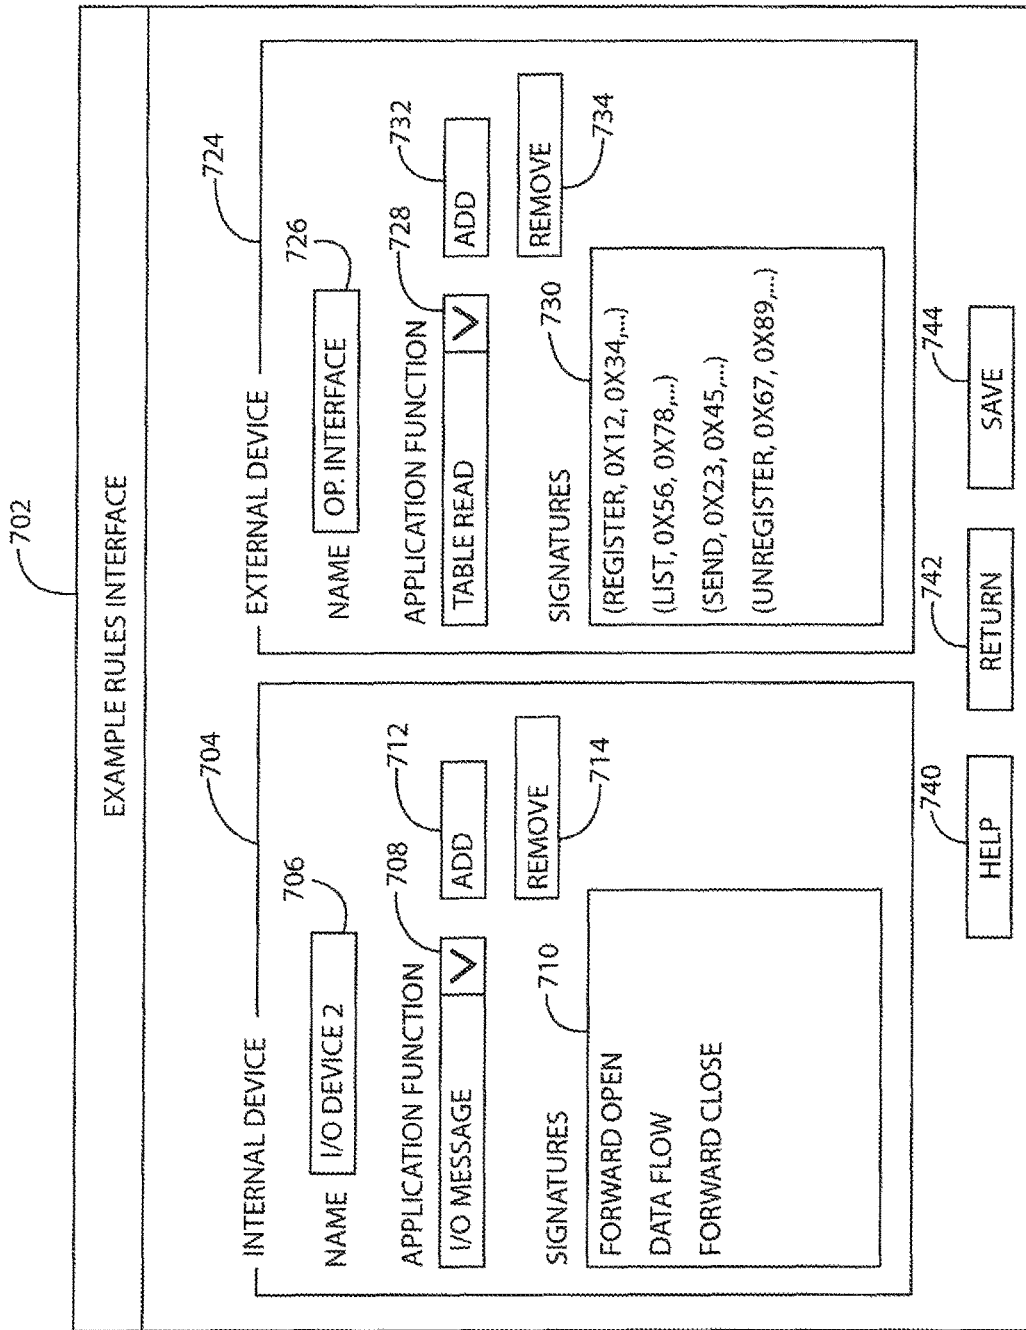 702
EXAMPLE RULES INTERFACE
704
INTERNAL DEVICE
706
NAME I/O DEVICE 2
APPLICATION FUNCTION
708
712
I/O MESSAGE
ADD
SIGNATURES
710
REMOVE
714
FORWARD OPEN
DATA FLOW
FORWARD CLOSE
724
EXTERNAL DEVICE
726
NAME OP. INTERFACE
APPLICATION FUNCTION
728
732
TABLE READ
ADD
SIGNATURES
730
REMOVE
734
(REGISTER, 0X12, 0X34,...)
(LIST, 0X56, 0X78,...)
(SEND, 0X23, 0X45,...)
(UNREGISTER, 0X67, 0X89,...)
740
742
744
HELP
RETURN
SAVE